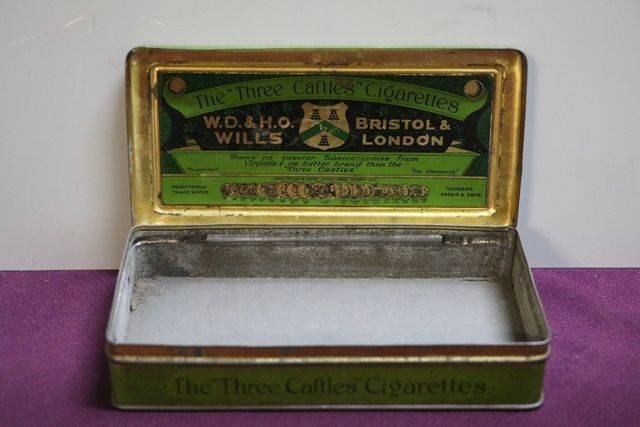 The "Three Castles" Cigarettes
W.D. & H.O. WILLS
BRISTOL & LONDON
There's no sweeter Tobacco comes from
Virginia & no better brand than the
"Three Castles"
THACKERAY
"The Virginians"
REGISTERED
TRADE MARKS
NUMBERS
The "Three Castles" Cigarettes